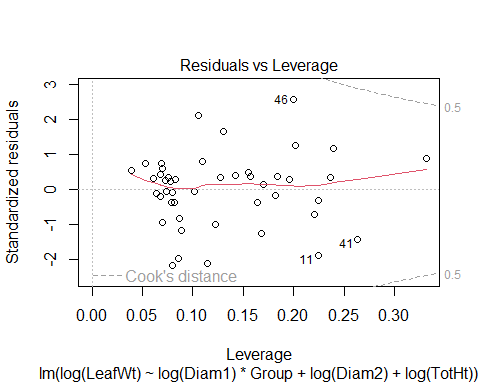 Residuals vs Leverage
Standardized residuals
3
2
1
0
-1
-2
46
41
11
0.5
0.5
Cook's distance
0.00 0.05 0.10 0.15 0.20 0.25 0.30
Leverage
lm(log(LeafWt) ~ log(Diam1) * Group + log(Diam2) + log(TotHt))